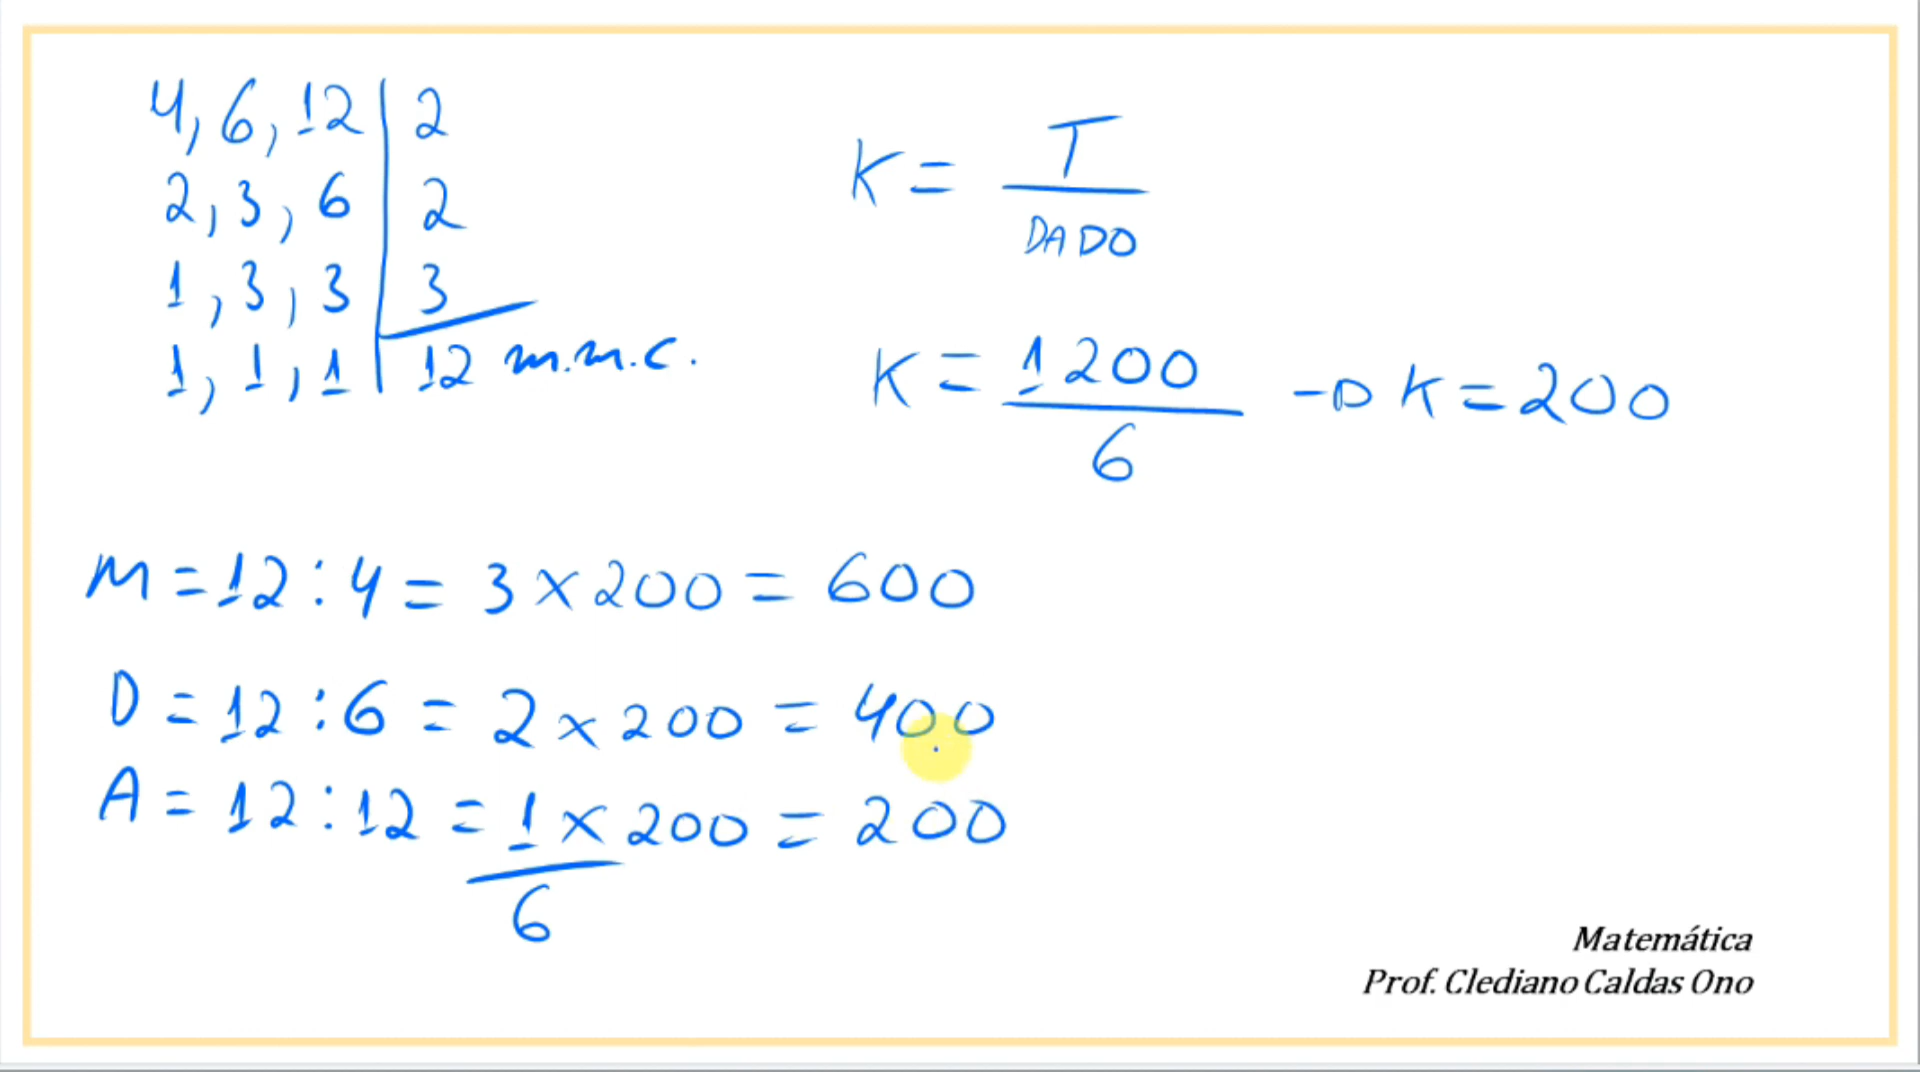 4, 6, 12 | 2
2, 3, 6 | 2
1, 3, 3 | 3
1, 1, 1 | 12 m.m.c.
K = T
DADO
K = 1200 -D K = 200
6
M = 12 : 4 = 3 x 200 = 600
D = 12 : 6 = 2 x 200 = 400
A = 12 : 12 = 1 x 200 = 200
6
Matemática
Prof. Clediano Caldas Ono